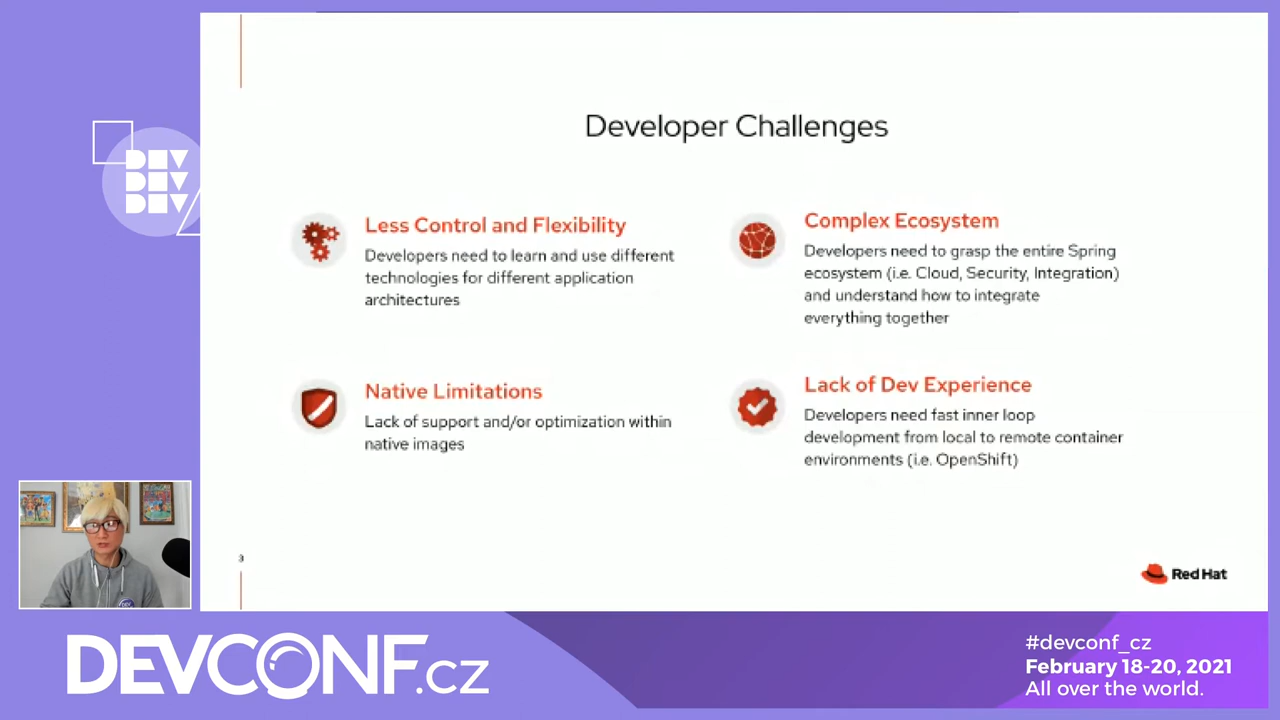 Developer Challenges
Less Control and Flexibility
Developers need to learn and use different
technologies for different application
architectures
Complex Ecosystem
Developers need to grasp the entire Spring
ecosystem (i.e. Cloud, Security, Integration)
and understand how to integrate
everything together
Native Limitations
Lack of support and/or optimization within
native images
Lack of Dev Experience
Developers need fast inner loop
development from local to remote container
environments (i.e. OpenShift)
3
Red Hat
DEV
DEV
DEV
DEVCONF.cz
#devconf_cz
February 18-20, 2021
All over the world.